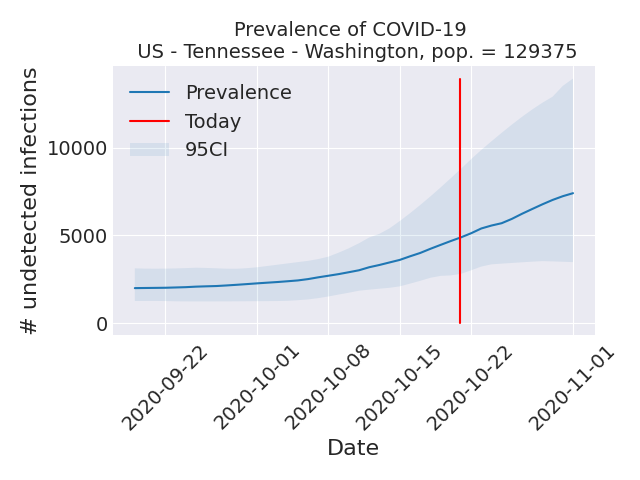 Prevalence of COVID-19
US - Tennessee - Washington, pop. = 129375
# undetected infections
10000
5000
0
Prevalence
Today
95CI
2020-09-22
2020-10-01
2020-10-08
2020-10-15
2020-10-22
2020-11-01
Date